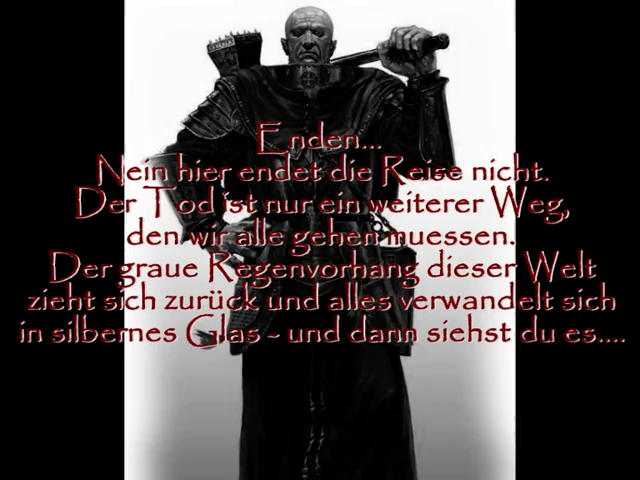 Enden...
Nein hier endet die Reise nicht.
Der Tod ist nur ein weiterer Weg,
den wir alle gehen muessen.
Der graue Regenvorhang dieser Welt
zieht sich zurück und alles verwandelt sich
in silbernes Glas - und dann siehst du es....